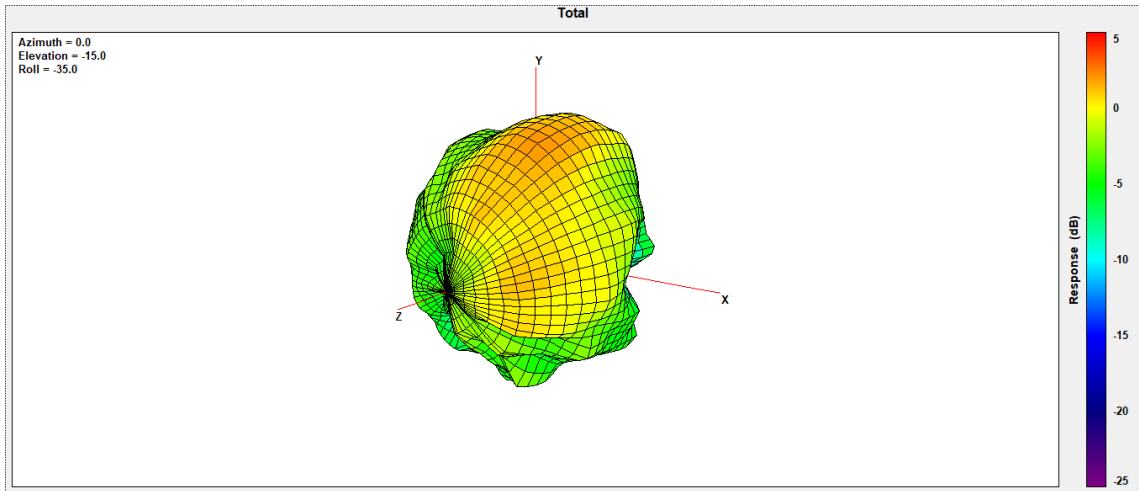 Total
Azimuth = 0.0
Elevation = -15.0
Roll = -35.0
Y
X
Z
5
0
-5
-10
-15
-20
-25
Response (dB)